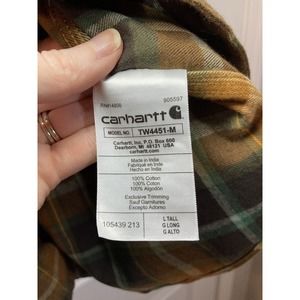 RN#14806
905597
carhartt
MODEL NO. TW4451-M
Carhartt, Inc. P.O. Box 600
Dearborn, MI 48121 USA
carhartt.com
Made in India
Fabriqué en Inde
Hecho en India
100% Cotton
100% Coton
100% Algodón
Exclusive Trimming
Sauf Garnitures
Excepto Adorno
105439 213
L TALL
G LONG
G ALTO